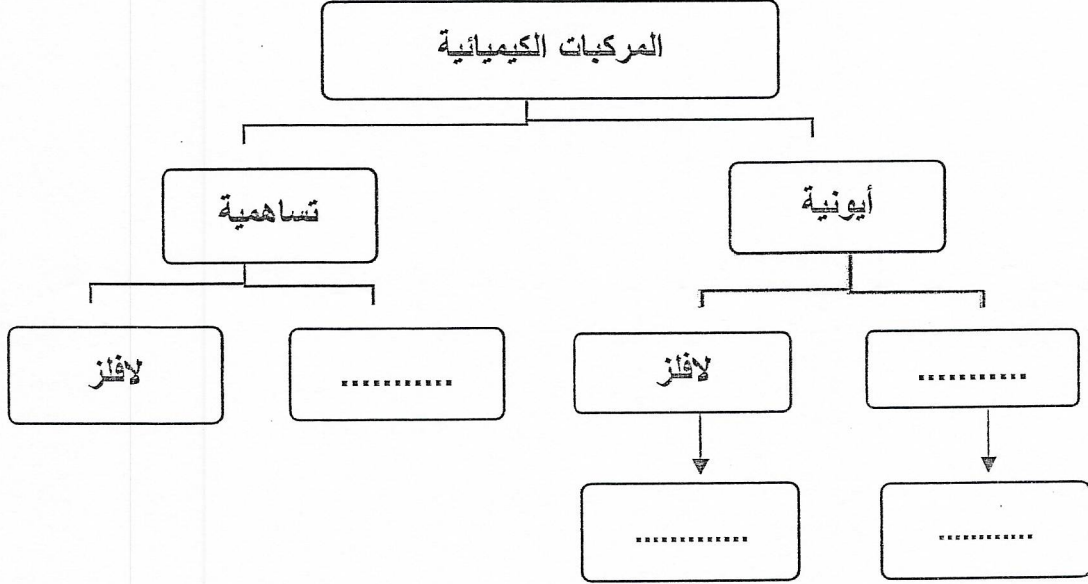 المركبات الكيميائية
أيونية
تساهمية
...........
لافلز
...........
لافلز
............
.............